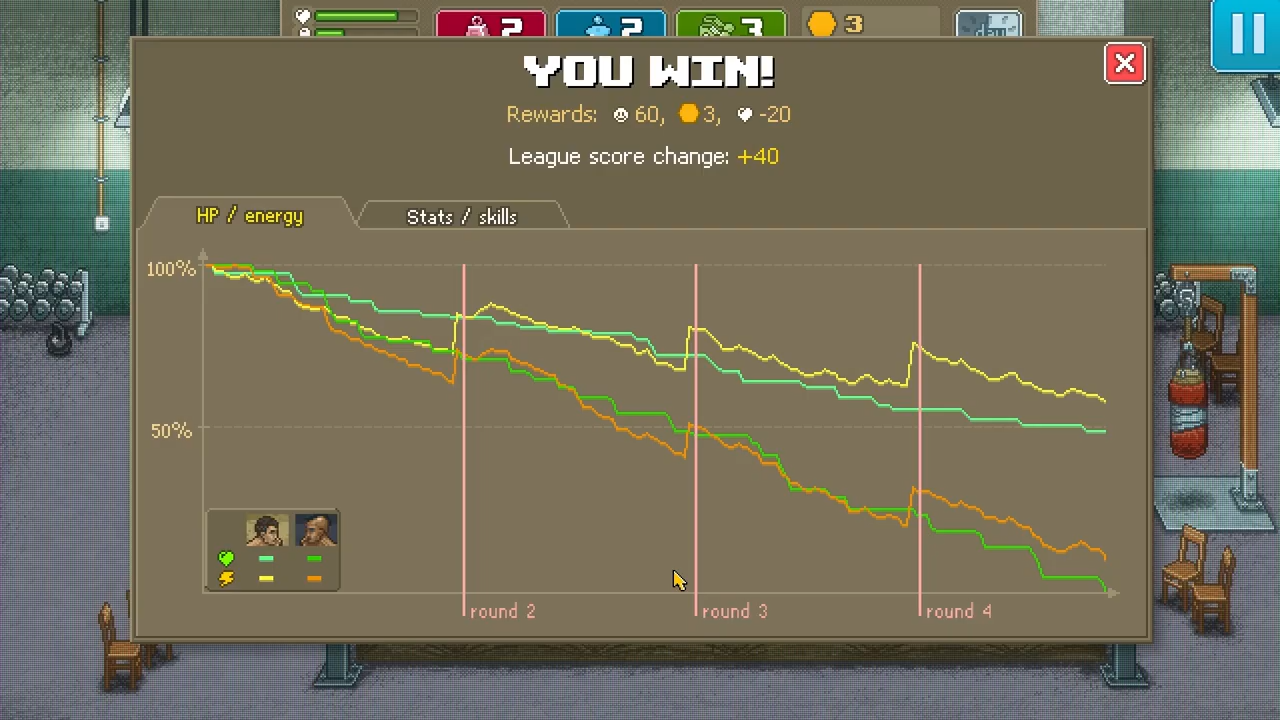 2 2 3 3
YOU WIN!
Rewards: 60, 3, -20
League score change: +40
HP / energy Stats / skills
100%
50%
round 2 round 3 round 4